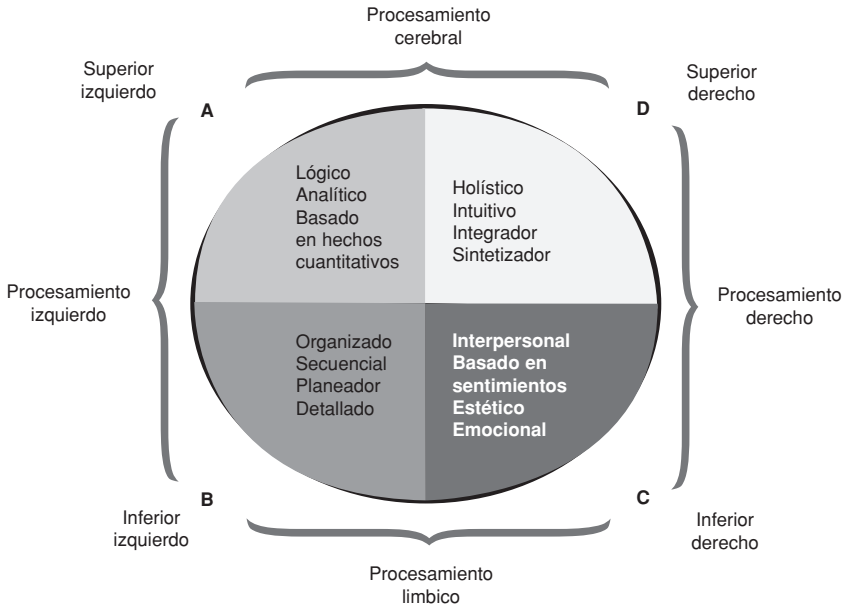 Procesamiento
cerebral
Superior
izquierdo
Superior
derecho
A
D
Lógico
Analítico
Basado
en hechos
cuantitativos
Holístico
Intuitivo
Integrador
Sintetizador
Procesamiento
izquierdo
Procesamiento
derecho
Organizado
Secuencial
Planeador
Detallado
Interpersonal
Basado en
sentimientos
Estético
Emocional
B
C
Inferior
izquierdo
Inferior
derecho
Procesamiento
limbico